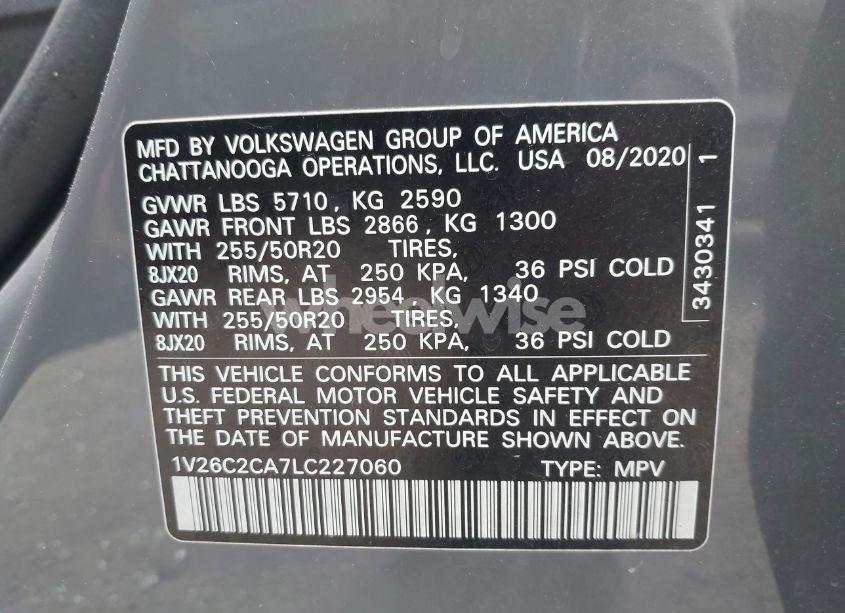 MFD BY VOLKSWAGEN GROUP OF AMERICA
CHATTANOOGA OPERATIONS, LLC. USA 08/2020
GVWR LBS 5710, KG 2590
GAWR FRONT LBS 2866, KG 1300
WITH 255/50R20 TIRES,
8JX20 RIMS, AT 250 KPA, 36 PSI COLD
GAWR REAR LBS 2954, KG 1340
WITH 255/50R20 TIRES,
8JX20 RIMS, AT 250 KPA, 36 PSI COLD
THIS VEHICLE CONFORMS TO ALL APPLICABLE
U.S. FEDERAL MOTOR VEHICLE SAFETY AND
THEFT PREVENTION STANDARDS IN EFFECT ON
THE DATE OF MANUFACTURE SHOWN ABOVE.
1V26C2CA7LC227060 TYPE: MPV
3430341 1
wheelwise